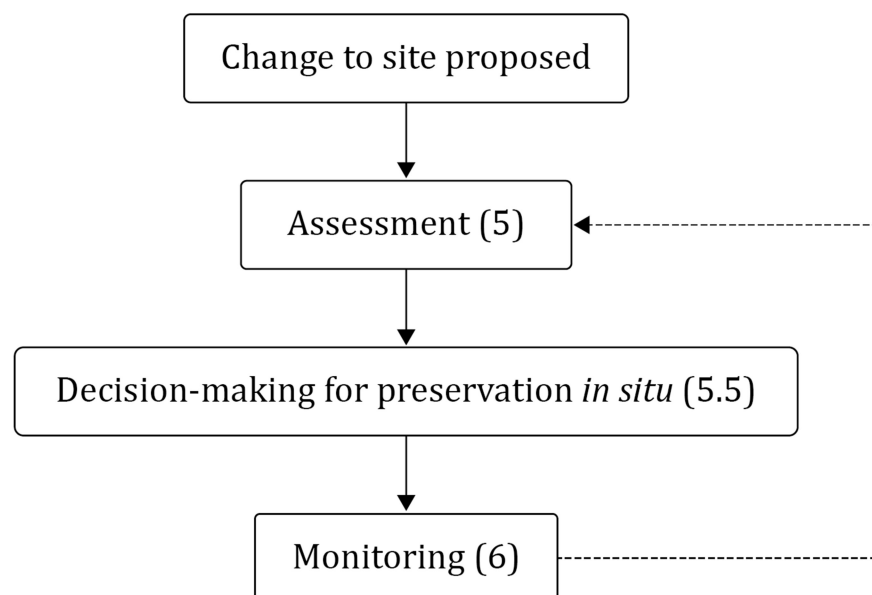 Change to site proposed
Assessment (5)
Decision-making for preservation in situ (5.5)
Monitoring (6)